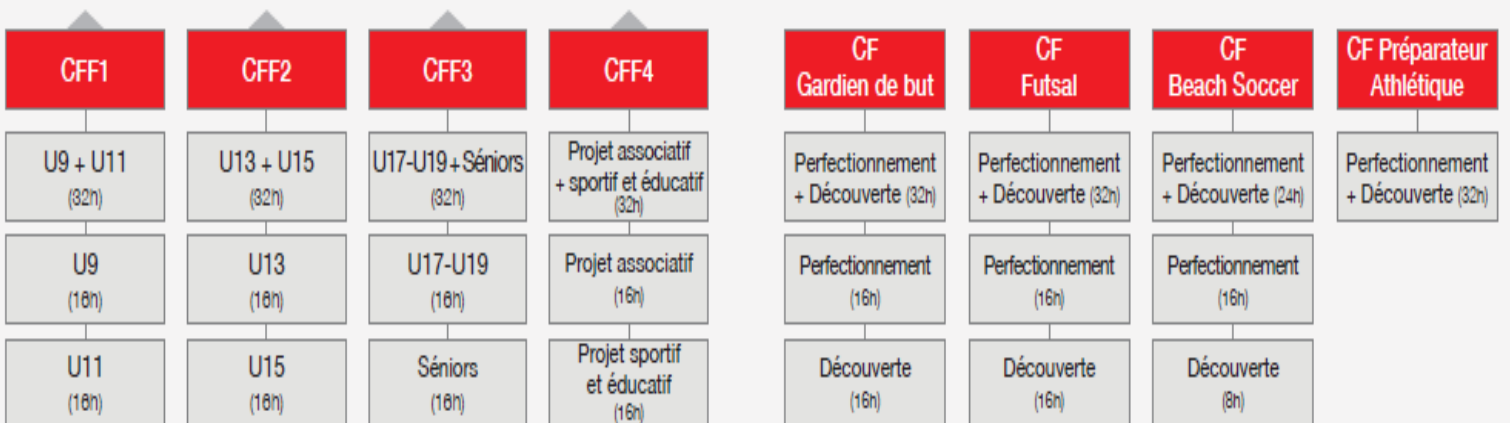 CFF1
U9 + U11
(32h)
U9
(16h)
U11
(16h)
CFF2
U13 + U15
(32h)
U13
(16h)
U15
(16h)
CFF3
U17-U19+Séniors
(32h)
U17-U19
(16h)
Séniors
(16h)
CFF4
Projet associatif
+ sportif et éducatif
(32h)
Projet associatif
(16h)
Projet sportif
et éducatif
(16h)
CF
Gardien de but
Perfectionnement
+ Découverte (32h)
Perfectionnement
(16h)
Découverte
(16h)
CF
Futsal
Perfectionnement
+ Découverte (32h)
Perfectionnement
(16h)
Découverte
(16h)
CF
Beach Soccer
Perfectionnement
+ Découverte (24h)
Perfectionnement
(16h)
Découverte
(8h)
CF Préparateur
Athlétique
Perfectionnement
+ Découverte (32h)